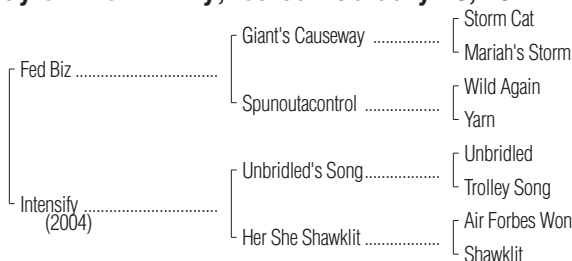 Storm Cat
Giant's Causeway ..................
Mariah's Storm
Fed Biz ................................
Wild Again
Spunoutacontrol .................
Yarn
Unbridled
Unbridled's Song.................
Trolley Song
Intensify ...............................
(2004)
Air Forbes Won
Her She Shawklit .................
Shawklit